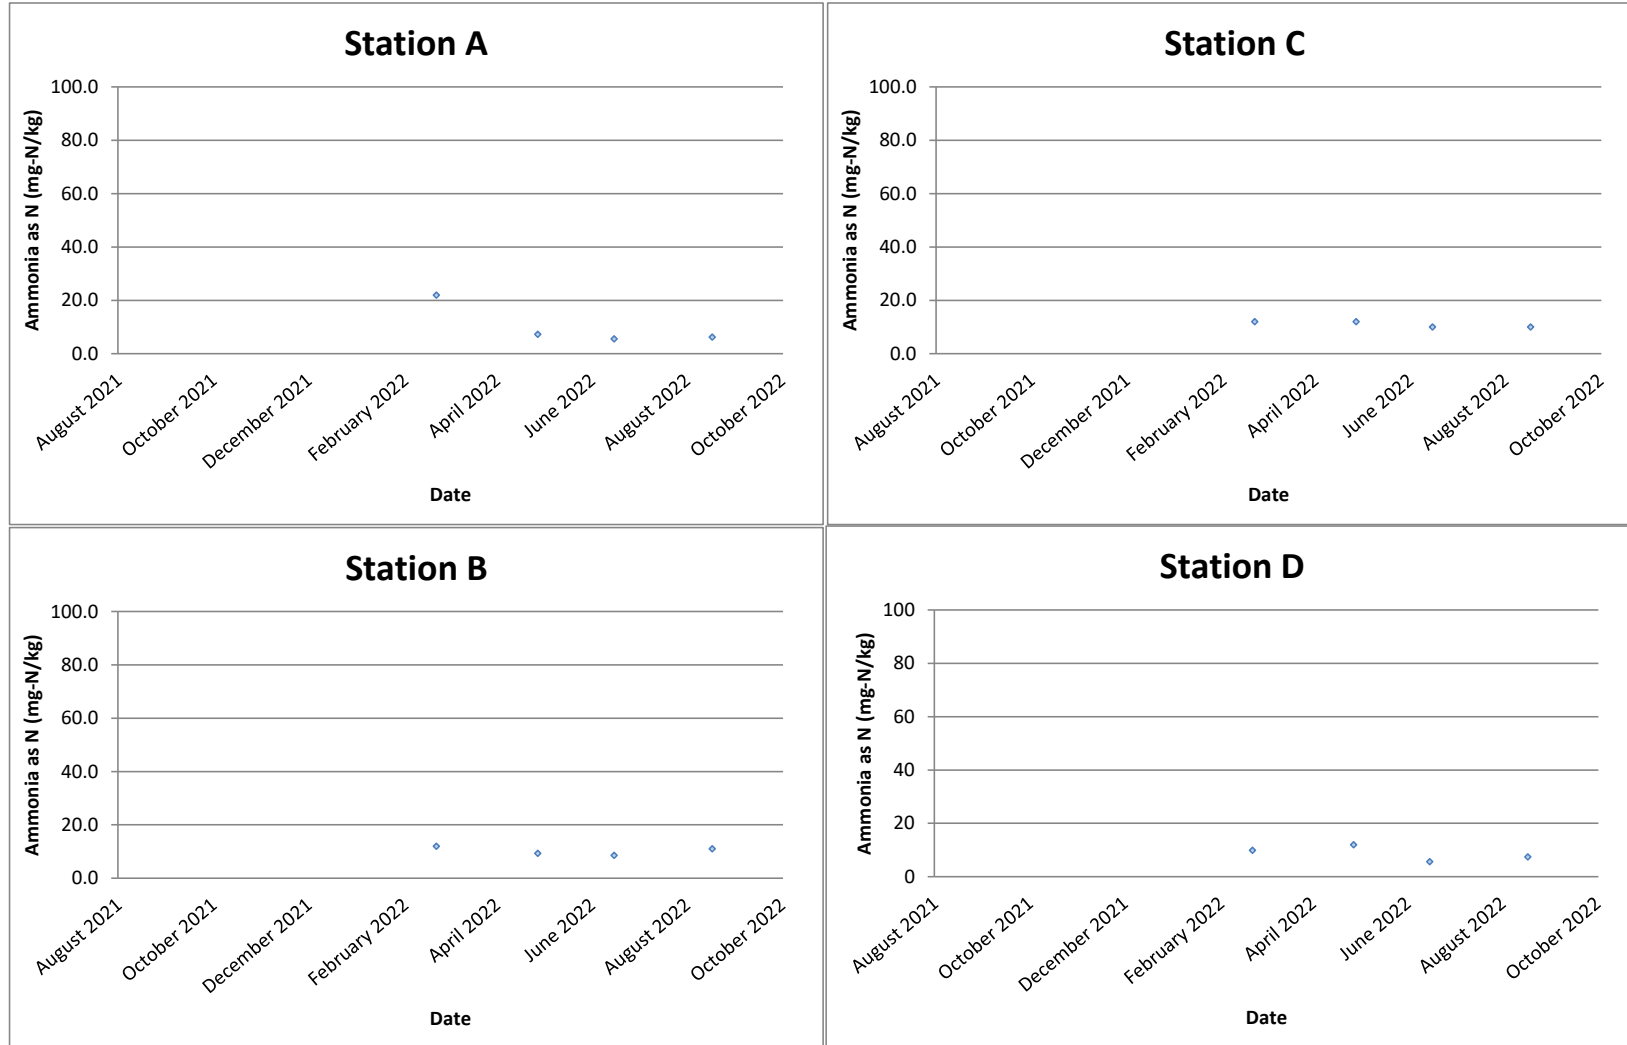 Station A
Ammonia as N (mg-N/kg)
100.0
80.0
60.0
40.0
20.0
0.0
August 2021
October 2021
December 2021
February 2022
April 2022
June 2022
August 2022
October 2022
Date
Station C
Ammonia as N (mg-N/kg)
100.0
80.0
60.0
40.0
20.0
0.0
August 2021
October 2021
December 2021
February 2022
April 2022
June 2022
August 2022
October 2022
Date
Station B
Ammonia as N (mg-N/kg)
100.0
80.0
60.0
40.0
20.0
0.0
August 2021
October 2021
December 2021
February 2022
April 2022
June 2022
August 2022
October 2022
Date
Station D
Ammonia as N (mg-N/kg)
100
80
60
40
20
0
August 2021
October 2021
December 2021
February 2022
April 2022
June 2022
August 2022
October 2022
Date